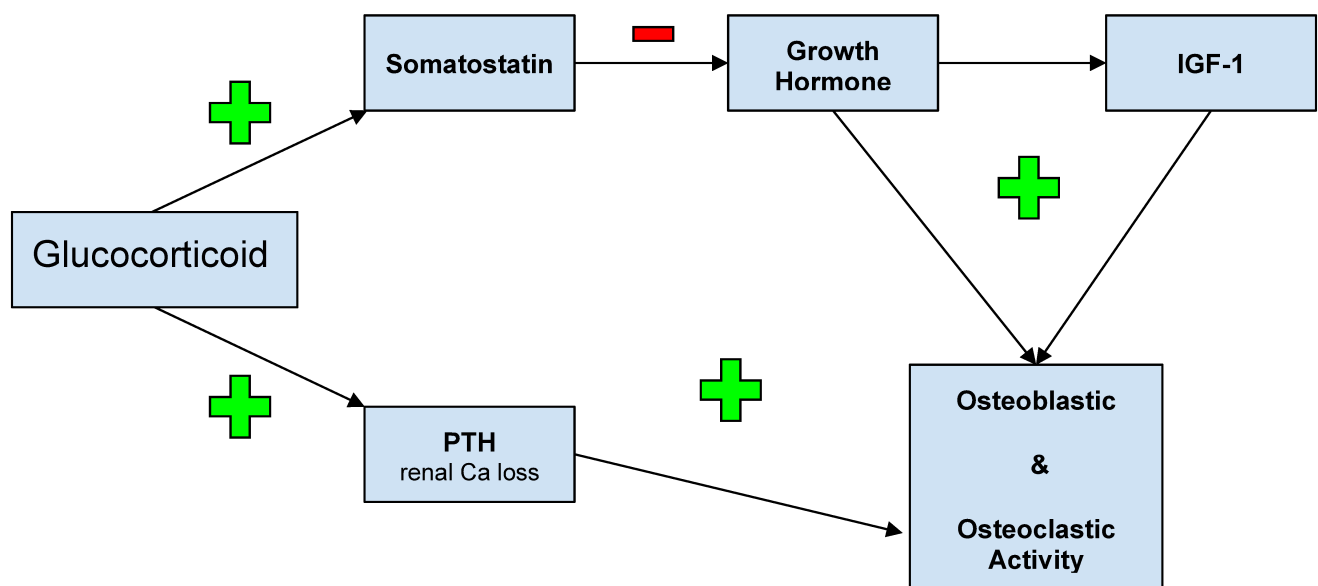 Somatostatin
Growth
Hormone
IGF-1
Glucocorticoid
PTH
renal Ca loss
Osteoblastic
&
Osteoclastic
Activity